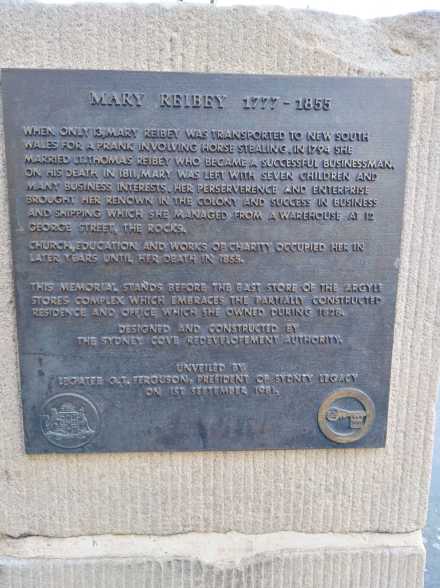 MARY REIBEY 1777 - 1855
WHEN ONLY 13, MARY REIBEY WAS TRANSPORTED TO NEW SOUTH
WALES FOR A PRANK INVOLVING HORSE STEALING. IN 1794 SHE
MARRIED LT. THOMAS REIBEY WHO BECAME A SUCCESSFUL BUSINESSMAN.
ON HIS DEATH IN 1811, MARY WAS LEFT WITH SEVEN CHILDREN AND
MANY BUSINESS INTERESTS. HER PERSERVERENCE AND ENTERPRISE
BROUGHT HER RENOWN IN THE COLONY AND SUCCESS IN BUSINESS
AND SHIPPING WHICH SHE MANAGED FROM A WAREHOUSE AT 12
GEORGE STREET, THE ROCKS.
CHURCH, EDUCATION AND WORKS OF CHARITY OCCUPIED HER IN
LATER YEARS UNTIL HER DEATH IN 1855.
THIS MEMORIAL STANDS BEFORE THE EAST STORE OF THE ARGYLE
STORES COMPLEX WHICH EMBRACES THE PARTIALLY CONSTRUCTED
RESIDENCE AND OFFICE WHICH SHE OWNED DURING 1828.
DESIGNED AND CONSTRUCTED BY
THE SYDNEY COVE REDEVELOPEMENT AUTHORITY.
UNVEILED BY
LEGATEE G.T. FERGUSON, PRESIDENT OF SYDNEY LEGACY
ON 1ST SEPTEMBER 1981.